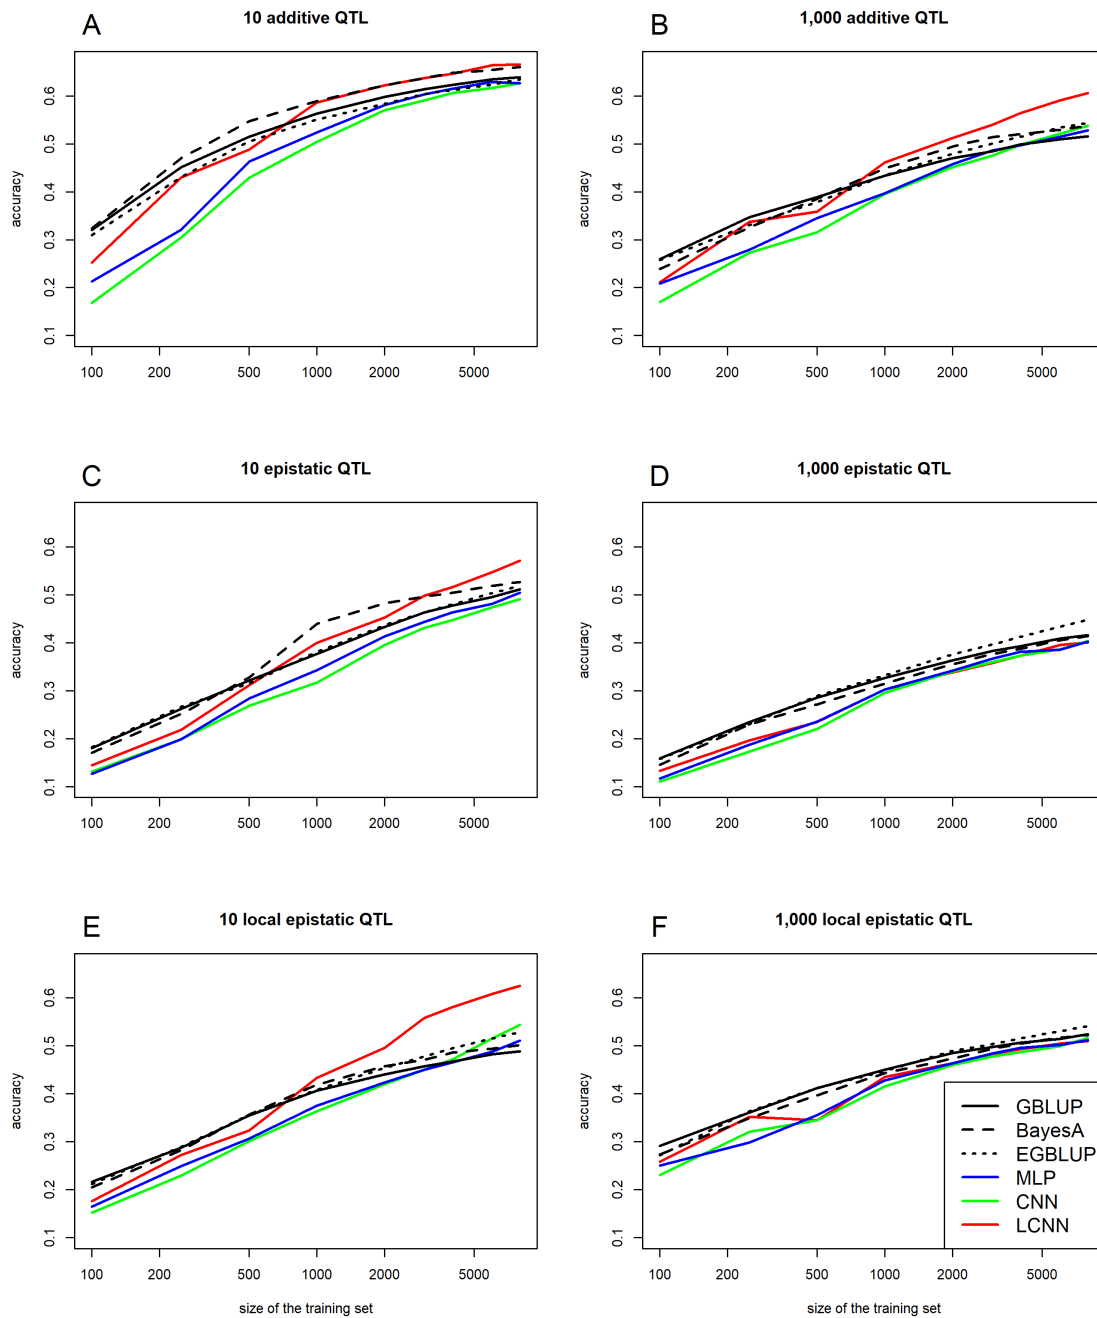 A
10 additive QTL
accuracy
0.6
0.5
0.4
0.3
0.2
0.1
100 200 500 1000 2000 5000
B
1,000 additive QTL
accuracy
0.6
0.5
0.4
0.3
0.2
0.1
100 200 500 1000 2000 5000
C
10 epistatic QTL
accuracy
0.6
0.5
0.4
0.3
0.2
0.1
100 200 500 1000 2000 5000
D
1,000 epistatic QTL
accuracy
0.6
0.5
0.4
0.3
0.2
0.1
100 200 500 1000 2000 5000
E
10 local epistatic QTL
accuracy
0.6
0.5
0.4
0.3
0.2
0.1
100 200 500 1000 2000 5000
size of the training set
F
1,000 local epistatic QTL
accuracy
0.6
0.5
0.4
0.3
0.2
0.1
GBLUP
BayesA
EGBLUP
MLP
CNN
LCNN
100 200 500 1000 2000 5000
size of the training set